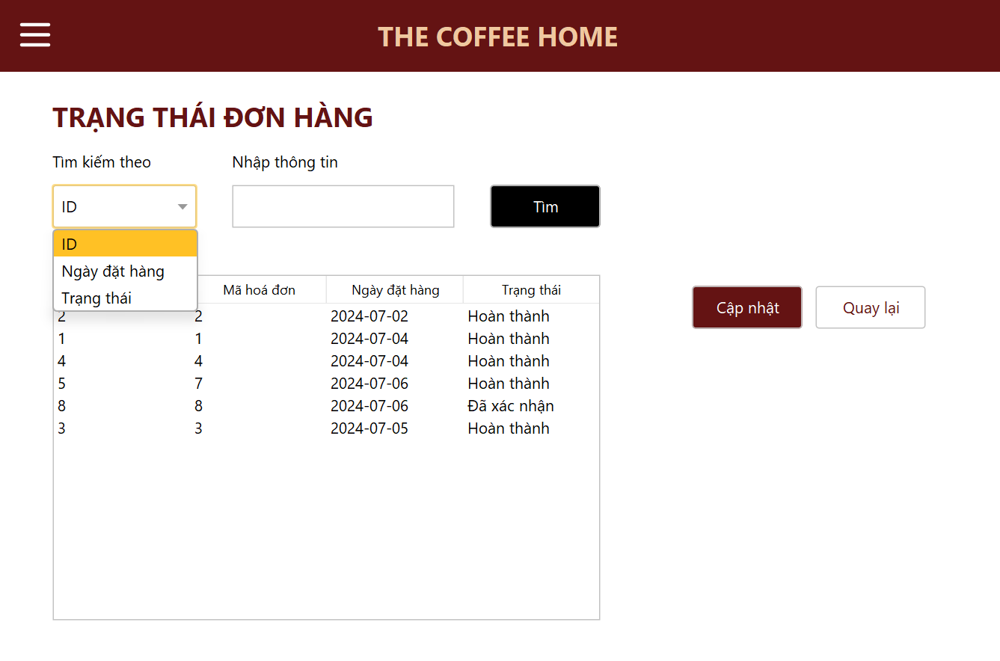 THE COFFEE HOME
TRẠNG THÁI ĐƠN HÀNG
Tìm kiếm theo Nhập thông tin
ID Tìm
ID
Ngày đặt hàng
Trạng thái
Mã hoá đơn Ngày đặt hàng Trạng thái
Cập nhật Quay lại
2 2 2024-07-02 Hoàn thành
1 1 2024-07-04 Hoàn thành
4 4 2024-07-04 Hoàn thành
5 7 2024-07-06 Hoàn thành
8 8 2024-07-06 Đã xác nhận
3 3 2024-07-05 Hoàn thành